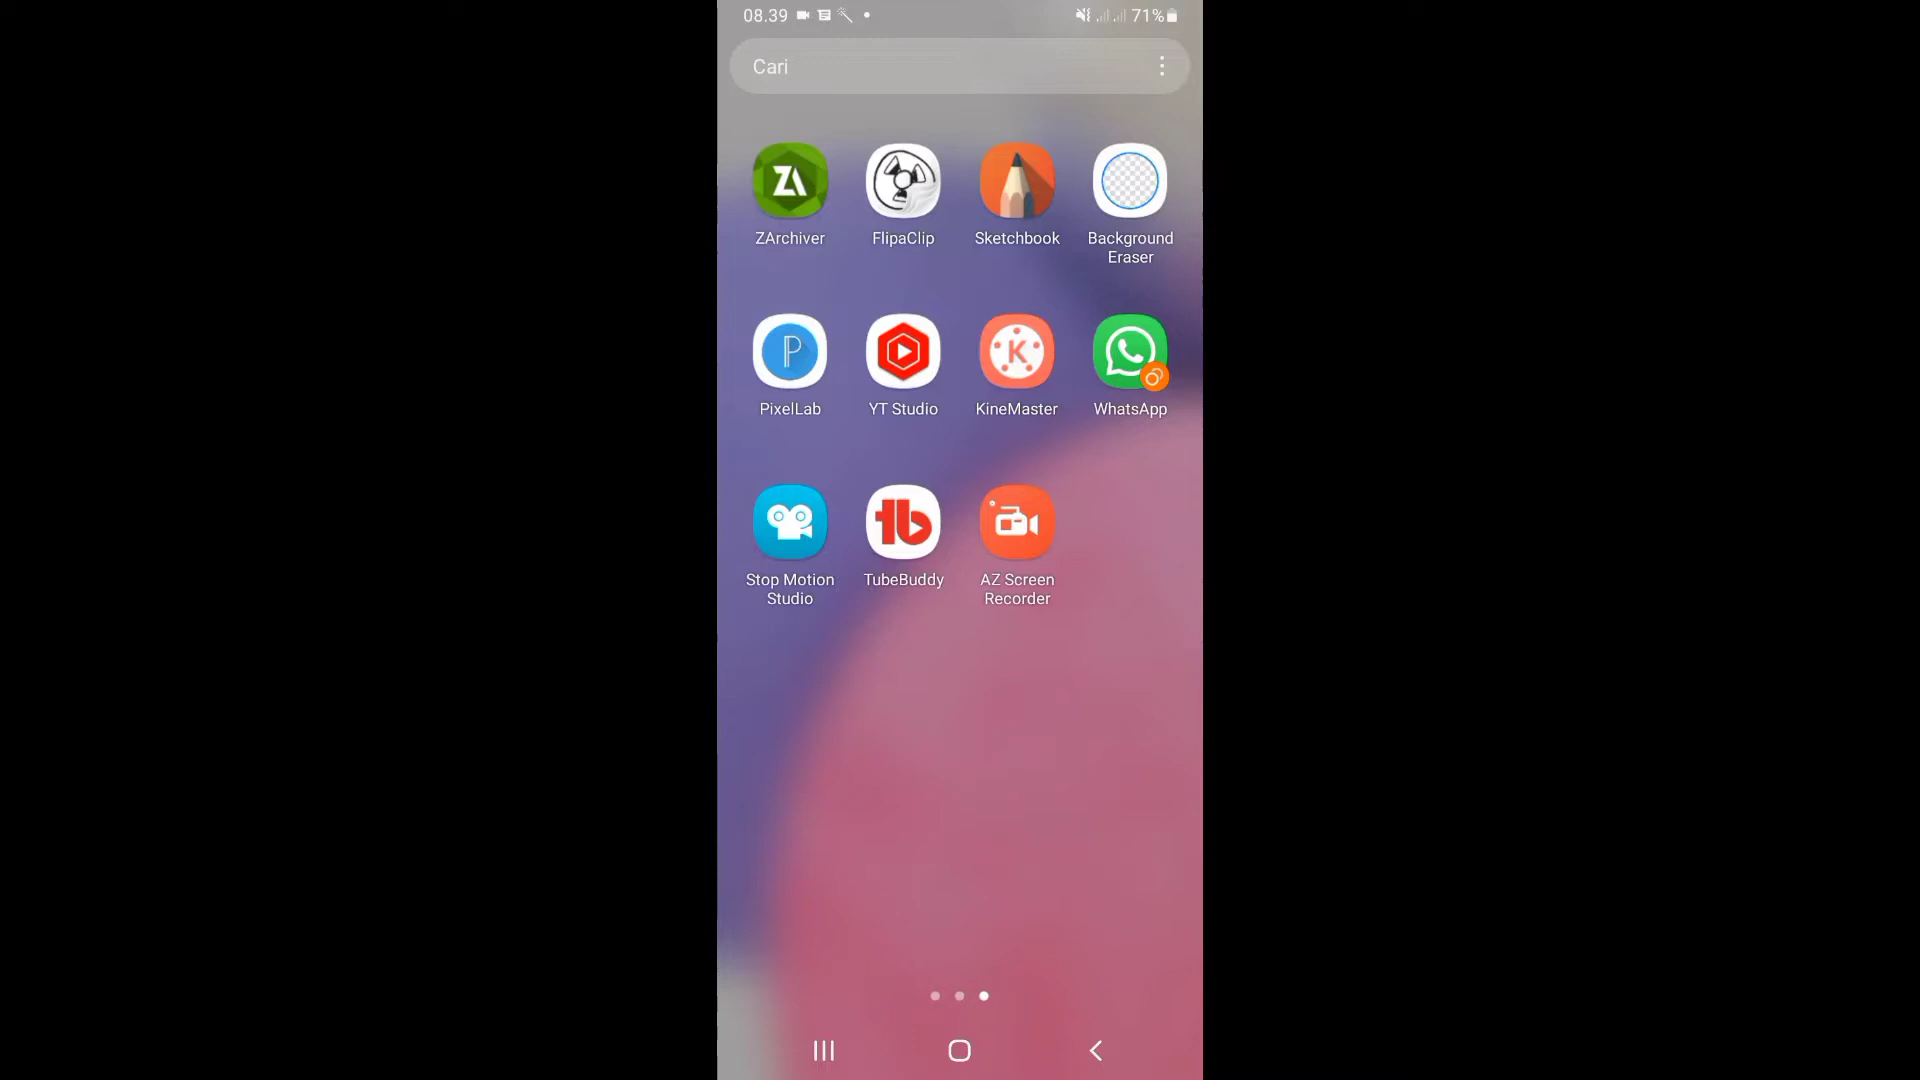 08.39
71%
Cari
ZArchiver
FlipaClip
Sketchbook
Background
Eraser
PixelLab
YT Studio
KineMaster
WhatsApp
Stop Motion
Studio
TubeBuddy
AZ Screen
Recorder